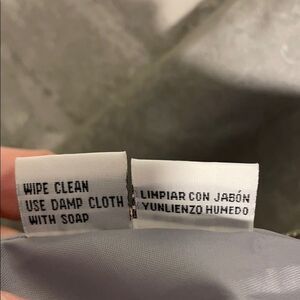 WIPE CLEAN
USE DAMP CLOTH
WITH SOAP
LIMPIAR CON JABÓN
YUNLIENZO HUMEDO